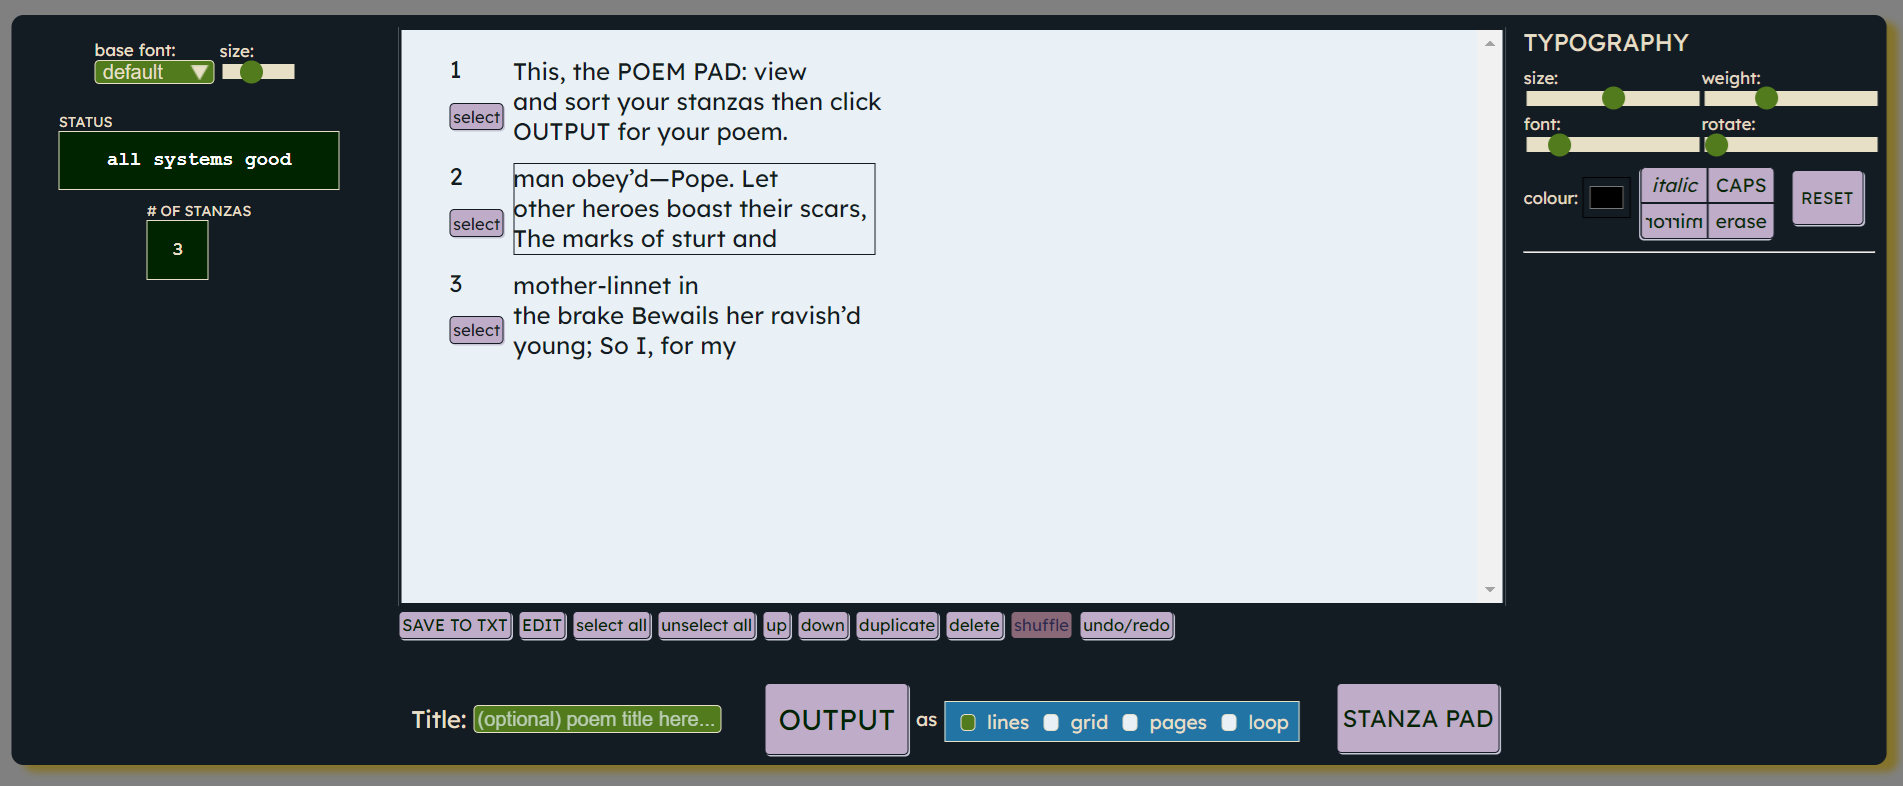 base font: size:
default
STATUS
all systems good
# OF STANZAS
3
1
This, the POEM PAD: view
and sort your stanzas then click
OUTPUT for your poem.
select
2
man obey’d—Pope. Let
other heroes boast their scars,
The marks of sturt and
select
3
mother-linnet in
the brake Bewails her ravish’d
young; So I, for my
select
SAVE TO TXT EDIT select all unselect all up down duplicate delete shuffle undo/redo
Title: (optional) poem title here... OUTPUT as lines grid pages loop STANZA PAD
TYPOGRAPHY
size: weight:
font: rotate:
colour: italic CAPS RESET
mirror erase